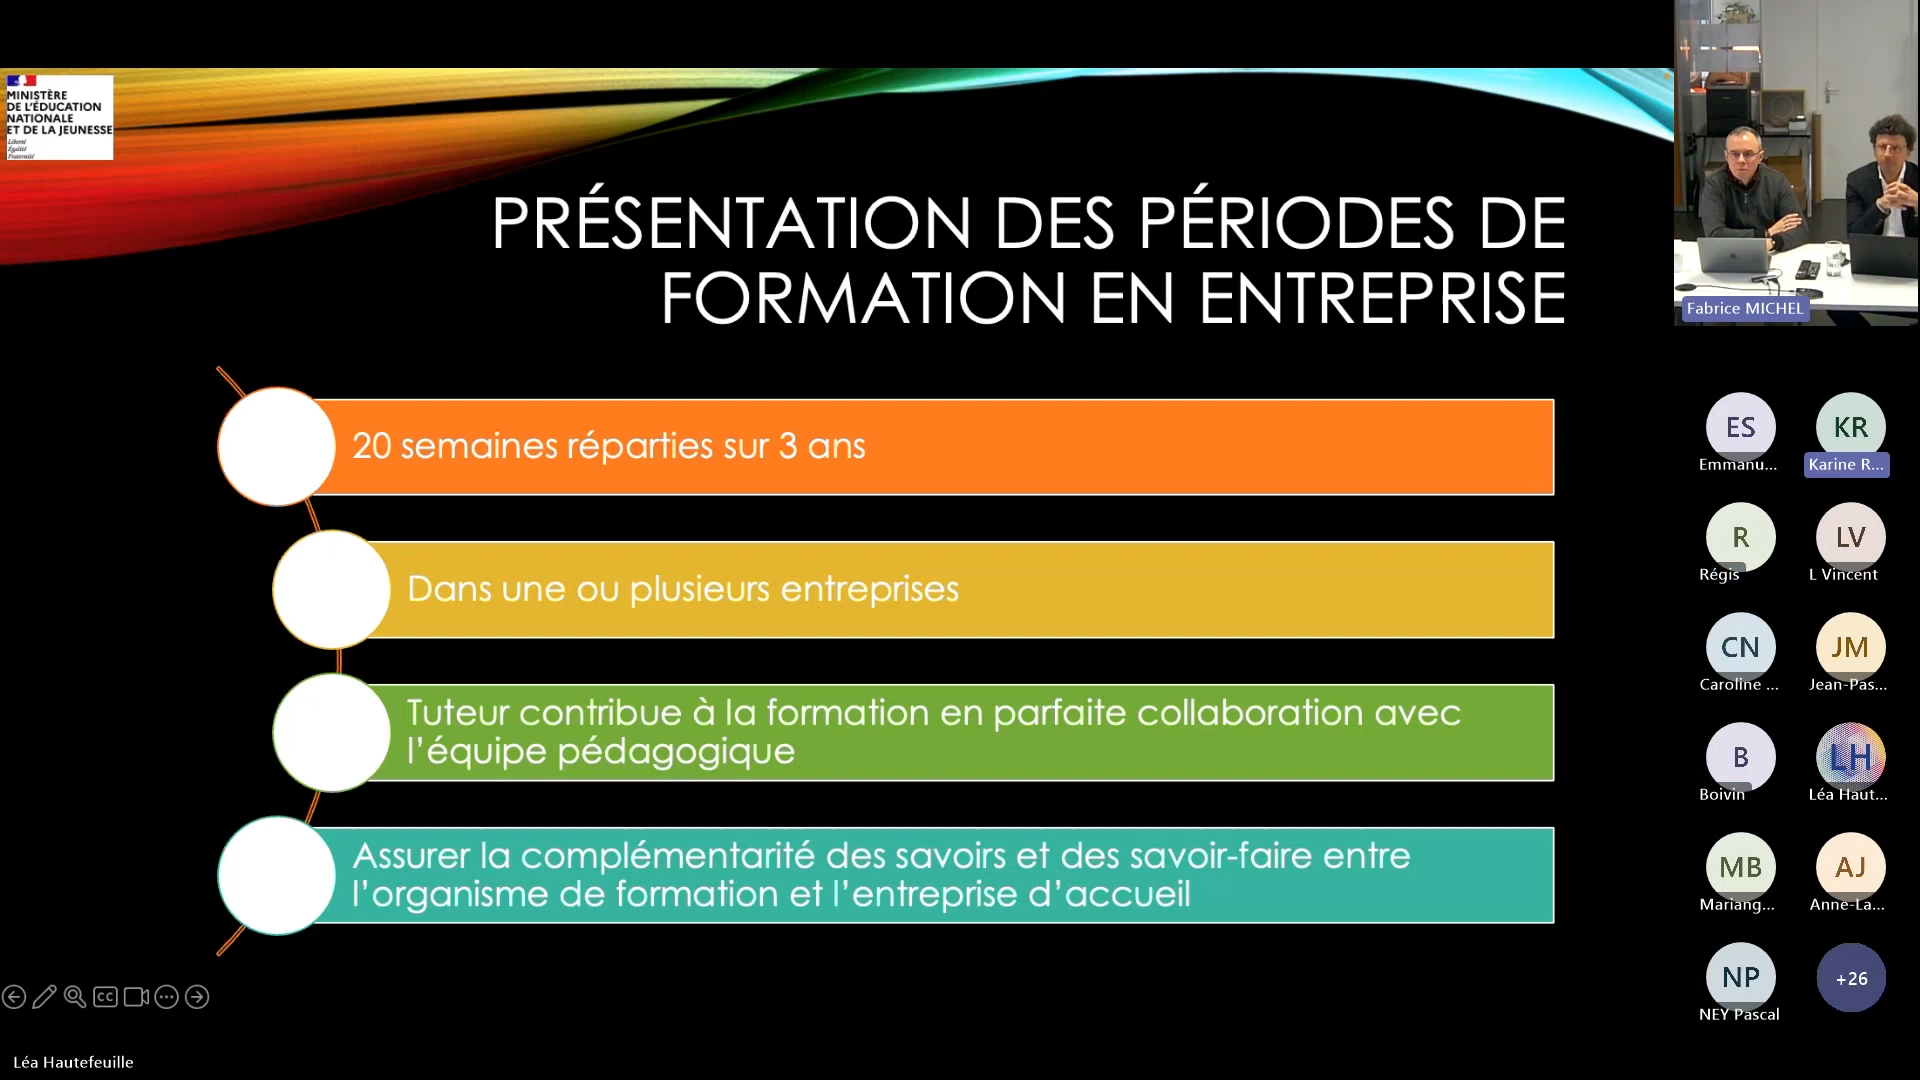 MINISTÈRE
DE L'ÉDUCATION
NATIONALE
ET DE LA JEUNESSE
Liberté
Égalité
Fraternité
PRÉSENTATION DES PÉRIODES DE
FORMATION EN ENTREPRISE
20 semaines réparties sur 3 ans
Dans une ou plusieurs entreprises
Tuteur contribue à la formation en parfaite collaboration avec
l'équipe pédagogique
Assurer la complémentarité des savoirs et des savoir-faire entre
l'organisme de formation et l'entreprise d'accueil
CC
Léa Hautefeuille
Fabrice MICHEL
ES
Emmanu...
KR
Karine R...
R
Régis
LV
L Vincent
CN
Caroline ...
JM
Jean-Pas...
B
Boivin
LH
Léa Haut...
MB
Mariang...
AJ
Anne-La...
NP
NEY Pascal
+26